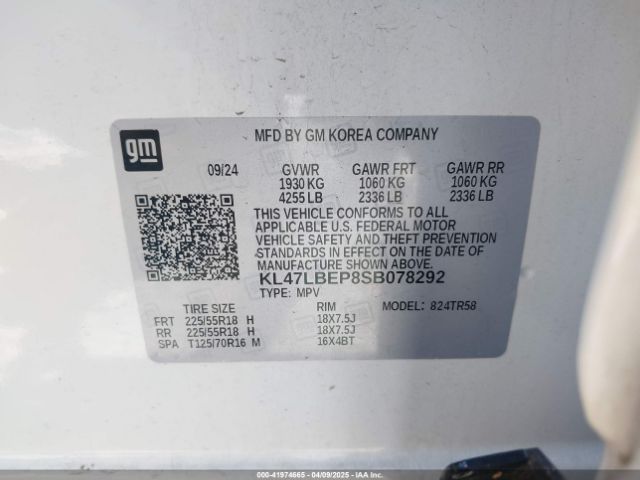 gm
MFD BY GM KOREA COMPANY
09/24 GVWR GAWR FRT GAWR RR
1930 KG 1060 KG 1060 KG
4255 LB 2336 LB 2336 LB
THIS VEHICLE CONFORMS TO ALL
APPLICABLE U.S. FEDERAL MOTOR
VEHICLE SAFETY AND THEFT PREVENTION
STANDARDS IN EFFECT ON THE DATE OF
MANUFACTURE SHOWN ABOVE.
KL47LBEP8SB078292
TYPE: MPV
TIRE SIZE RIM MODEL: 824TR58
FRT 225/55R18 H 18X7.5J
RR 225/55R18 H 18X7.5J
SPA T125/70R16 M 16X4BT
000-41974665 - 04/09/2025 - IAAI.COM